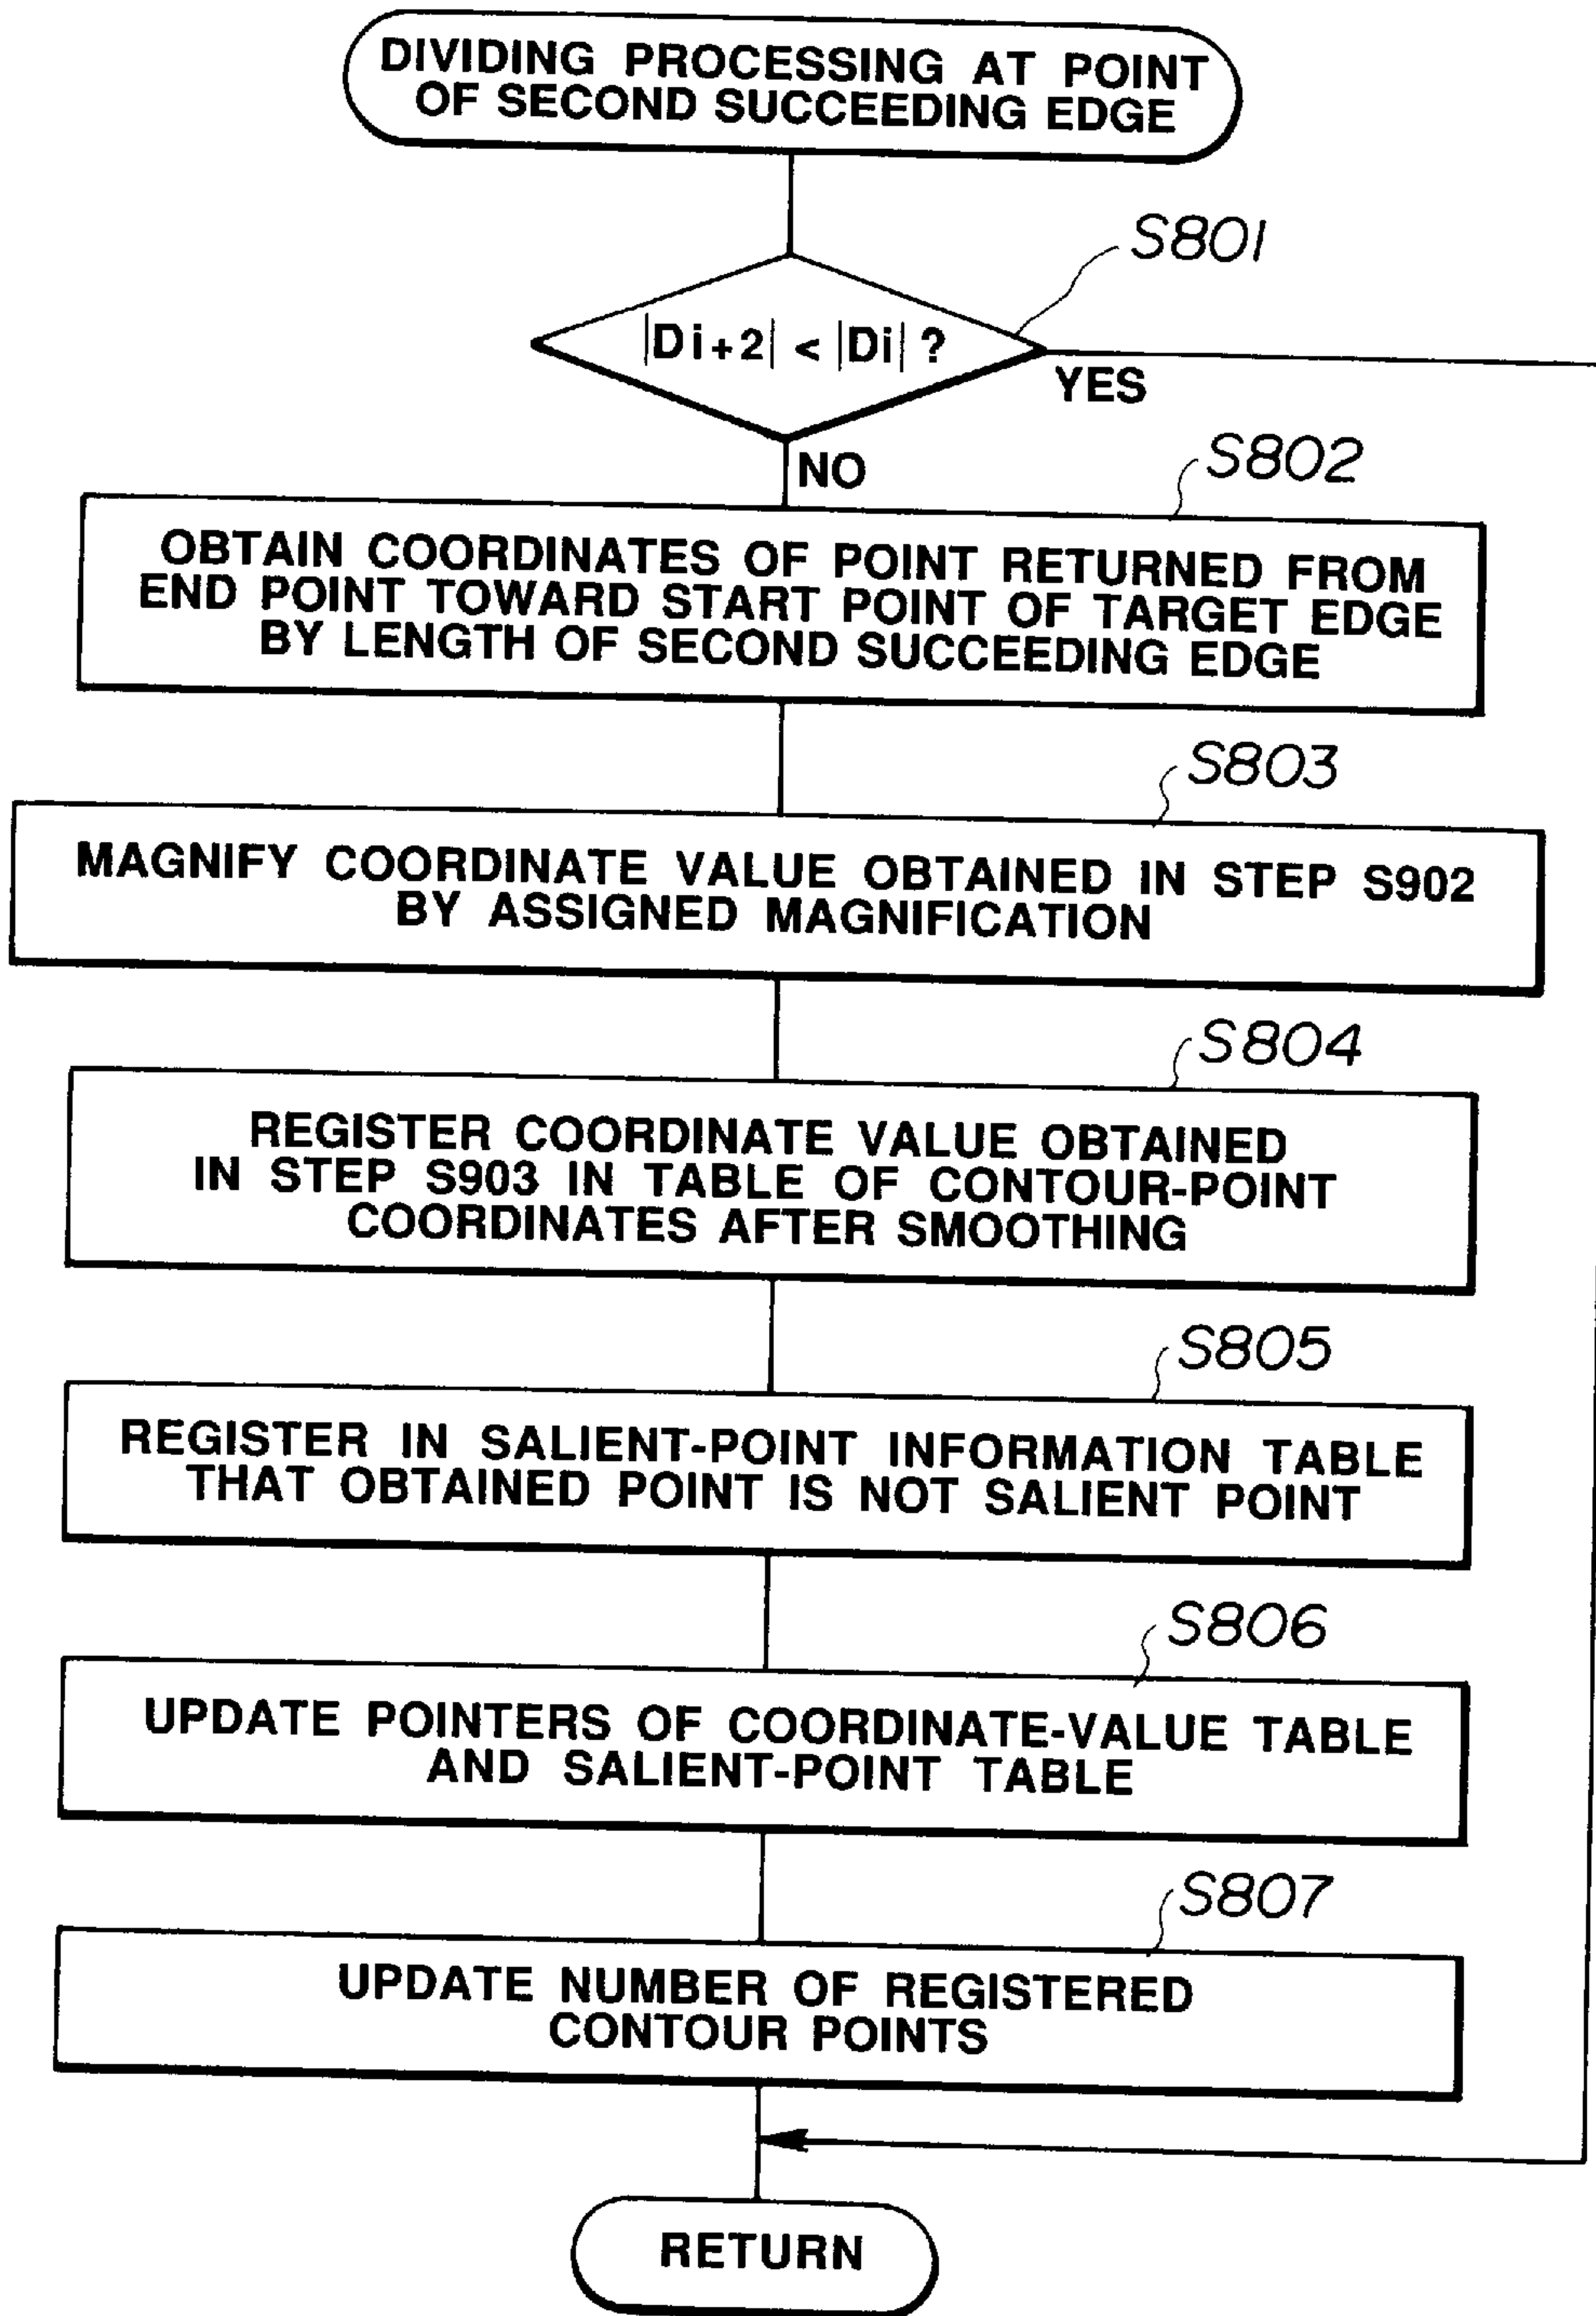 DIVIDING PROCESSING AT POINT
OF SECOND SUCCEEDING EDGE
S801
|Di+2| < |Di| ?
YES
NO
S802
OBTAIN COORDINATES OF POINT RETURNED FROM
END POINT TOWARD START POINT OF TARGET EDGE
BY LENGTH OF SECOND SUCCEEDING EDGE
S803
MAGNIFY COORDINATE VALUE OBTAINED IN STEP S902
BY ASSIGNED MAGNIFICATION
S804
REGISTER COORDINATE VALUE OBTAINED
IN STEP S903 IN TABLE OF CONTOUR-POINT
COORDINATES AFTER SMOOTHING
S805
REGISTER IN SALIENT-POINT INFORMATION TABLE
THAT OBTAINED POINT IS NOT SALIENT POINT
S806
UPDATE POINTERS OF COORDINATE-VALUE TABLE
AND SALIENT-POINT TABLE
S807
UPDATE NUMBER OF REGISTERED
CONTOUR POINTS
RETURN